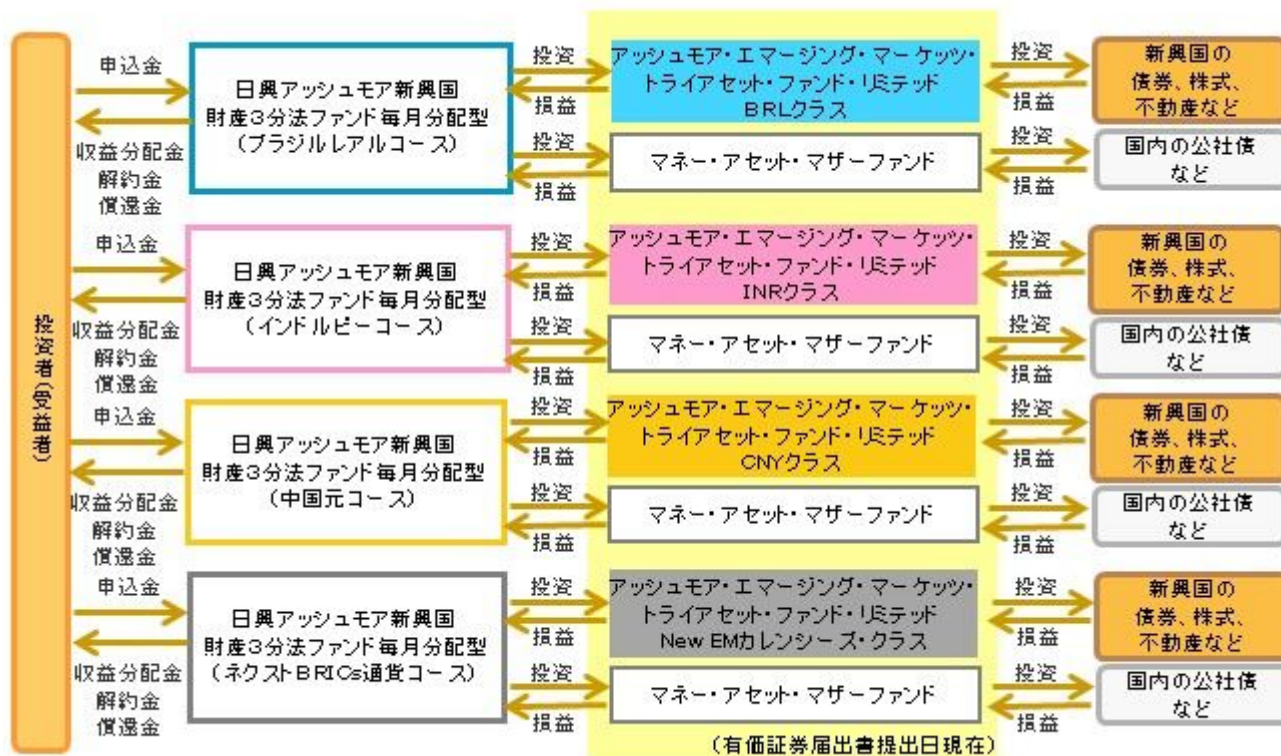 投資者(受益者)
申込金
収益分配金
解約金
償還金
日興アッシュモア新興国
財産3分法ファンド毎月分配型
(ブラジルレアルコース)
投資
損益
投資
損益
アッシュモア・エマージング・マーケッツ・
トライアセット・ファンド・リミテッド
BRLクラス
マネー・アセット・マザーファンド
投資
損益
投資
損益
新興国の
債券、株式、
不動産など
国内の公社債
など
申込金
収益分配金
解約金
償還金
日興アッシュモア新興国
財産3分法ファンド毎月分配型
(インドルピーコース)
投資
損益
投資
損益
アッシュモア・エマージング・マーケッツ・
トライアセット・ファンド・リミテッド
INRクラス
マネー・アセット・マザーファンド
投資
損益
投資
損益
新興国の
債券、株式、
不動産など
国内の公社債
など
申込金
収益分配金
解約金
償還金
日興アッシュモア新興国
財産3分法ファンド毎月分配型
(中国元コース)
投資
損益
投資
損益
アッシュモア・エマージング・マーケッツ・
トライアセット・ファンド・リミテッド
CNYクラス
マネー・アセット・マザーファンド
投資
損益
投資
損益
新興国の
債券、株式、
不動産など
国内の公社債
など
申込金
収益分配金
解約金
償還金
日興アッシュモア新興国
財産3分法ファンド毎月分配型
(ネクストBRICs通貨コース)
投資
損益
投資
損益
アッシュモア・エマージング・マーケッツ・
トライアセット・ファンド・リミテッド
New EMカレンシーズ・クラス
マネー・アセット・マザーファンド
投資
損益
投資
損益
新興国の
債券、株式、
不動産など
国内の公社債
など
(有価証券届出書提出日現在)